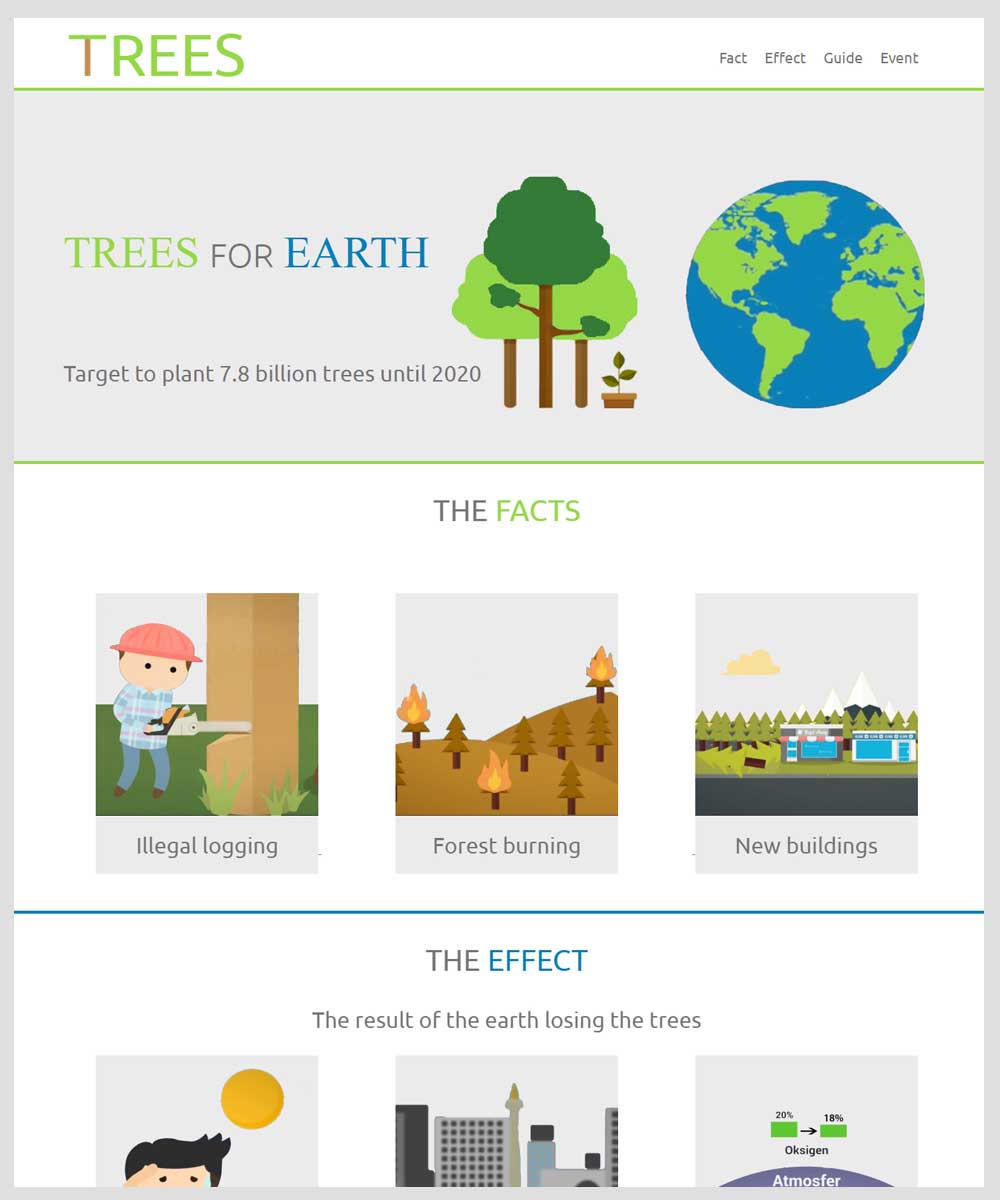 TREES
Fact Effect Guide Event
TREES FOR EARTH
Target to plant 7.8 billion trees until 2020
THE FACTS
Illegal logging
Forest burning
New buildings
THE EFFECT
The result of the earth losing the trees
20% 18%
Oksigen
Atmosfer